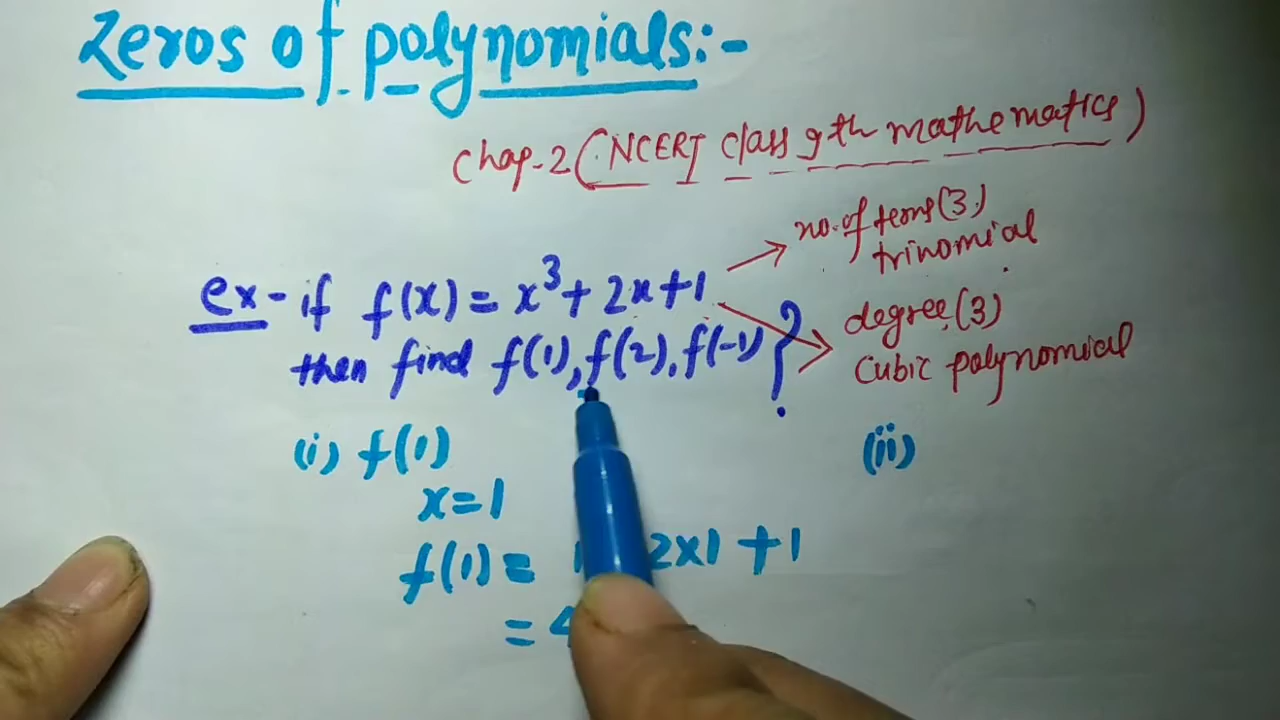 Zeros of polynomials:-
Chap-2 (NCERT class 9th mathematics)
no. of terms (3)
trinomial
ex- if f(x) = x³ + 2x + 1
then find f(1), f(2), f(-1) ?
degree (3)
Cubic polynomial
(i) f(1)
(ii)
x=1
f(1) = 2x1 + 1
= 4